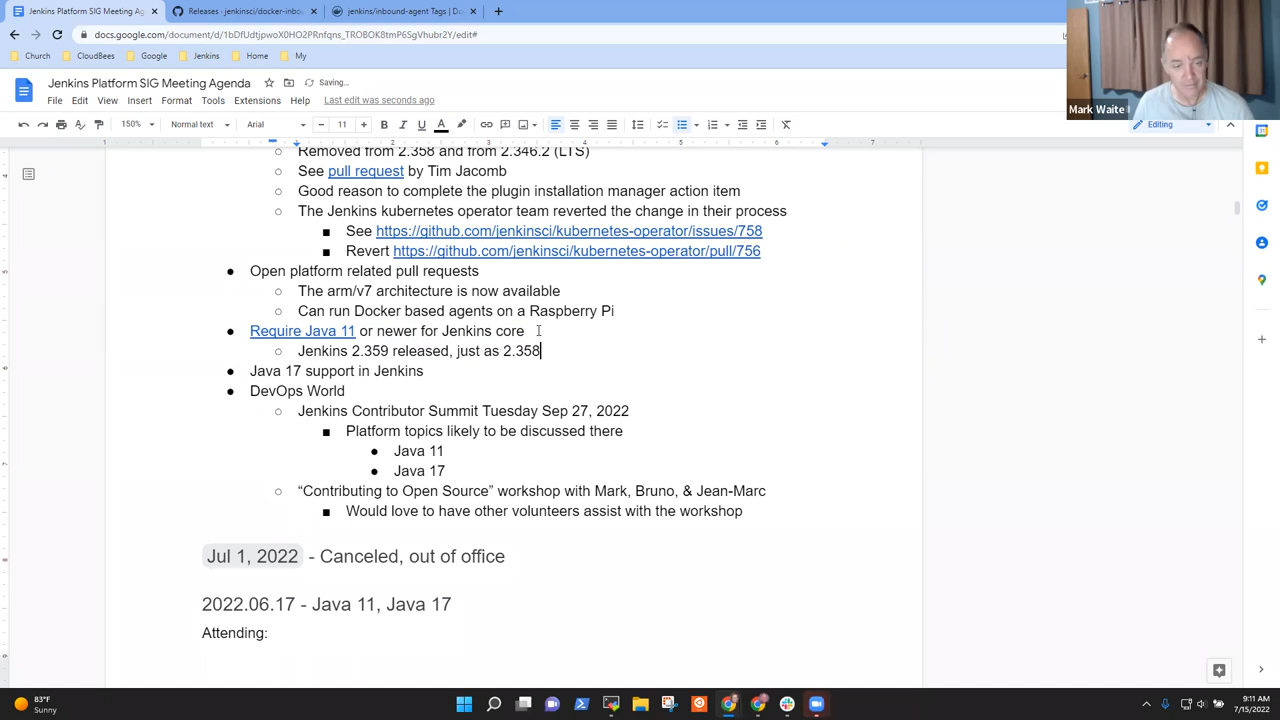 Jenkins Platform SIG Meeting Age
Releases · jenkinsci/docker-inbo
jenkins/inbound-agent Tags | Do
docs.google.com/document/d/1bDfUdtjpwoX0HO2PRnfqns_TROBOK8tmP6SgVhubr2Y/edit#
Church
CloudBees
Google
Jenkins
Home
My
Jenkins Platform SIG Meeting Agenda
Saving...
File Edit View Insert Format Tools Extensions Help Last edit was seconds ago
150% Normal text Arial 11 Editing
Mark Waite
Removed from 2.358 and from 2.346.2 (LTS)
See pull request by Tim Jacomb
Good reason to complete the plugin installation manager action item
The Jenkins kubernetes operator team reverted the change in their process
See https://github.com/jenkinsci/kubernetes-operator/issues/758
Revert https://github.com/jenkinsci/kubernetes-operator/pull/756
Open platform related pull requests
The arm/v7 architecture is now available
Can run Docker based agents on a Raspberry Pi
Require Java 11 or newer for Jenkins core
Jenkins 2.359 released, just as 2.358
Java 17 support in Jenkins
DevOps World
Jenkins Contributor Summit Tuesday Sep 27, 2022
Platform topics likely to be discussed there
Java 11
Java 17
“Contributing to Open Source” workshop with Mark, Bruno, & Jean-Marc
Would love to have other volunteers assist with the workshop
Jul 1, 2022 - Canceled, out of office
2022.06.17 - Java 11, Java 17
Attending:
83°F
Sunny
9:11 AM
7/15/2022